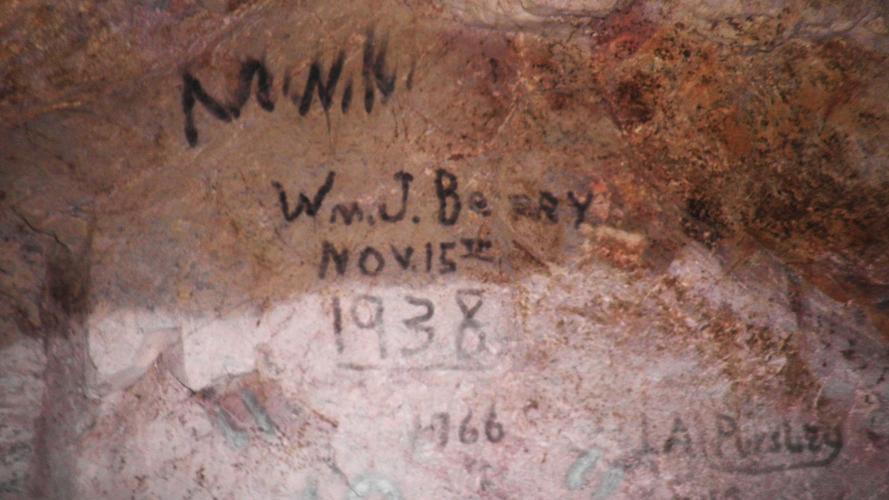 Wm. J. Berry
Nov. 15TH
1938
1766
A Pursley